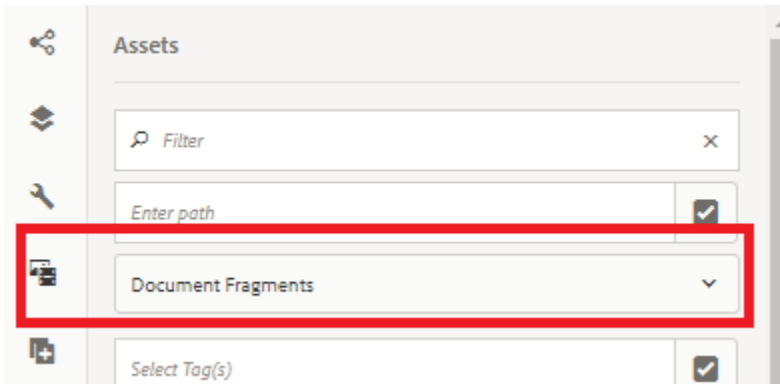 Assets
Filter
Enter path
Document Fragments
Select Tag(s)